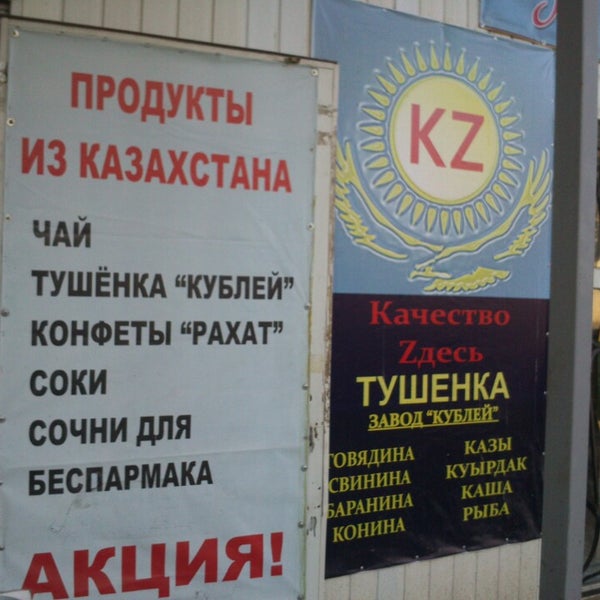 ПРОДУКТЫ
ИЗ КАЗАХСТАНА
ЧАЙ
ТУШЁНКА “КУБЛЕЙ”
КОНФЕТЫ “РАХАТ”
СОКИ
СОЧНИ ДЛЯ
БЕСПАРМАКА
АКЦИЯ!
KZ
Качество
Zдесь
ТУШЕНКА
ЗАВОД “КУБЛЕЙ”
ГОВЯДИНА
СВИНИНА
БАРАНИНА
КОНИНА
КАЗЫ
КУЫРДАК
КАША
РЫБА